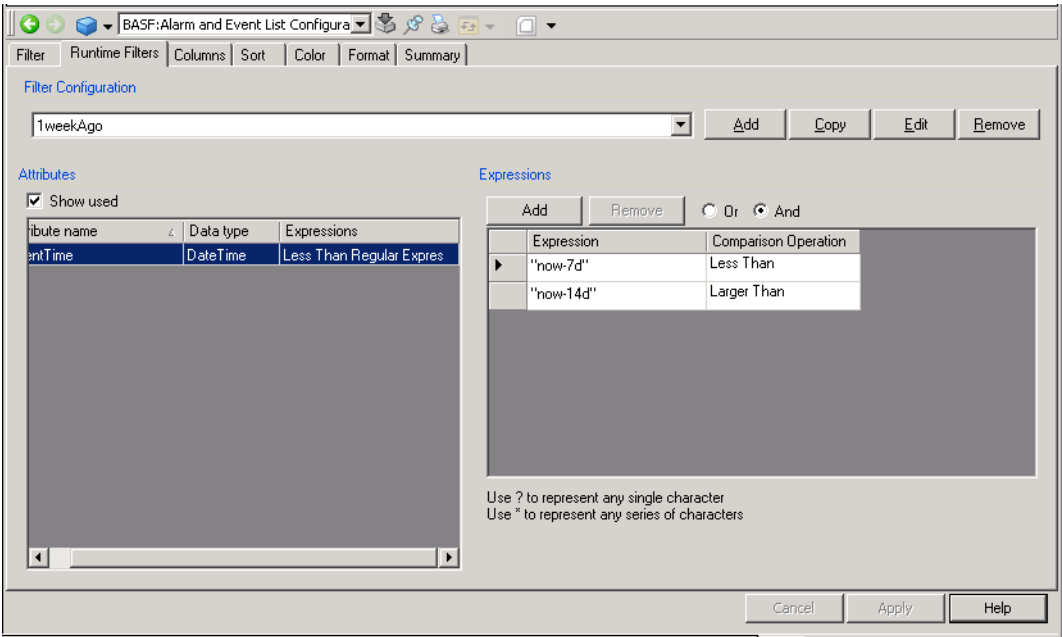 BASF:Alarm and Event List Configura
Filter Runtime Filters Columns Sort Color Format Summary
Filter Configuration
1weekAgo Add Copy Edit Remove
Attributes
Show used
ribute name Data type Expressions
entTime DateTime Less Than Regular Expres
Expressions
Add Remove Or And
Expression Comparison Operation
"now-7d" Less Than
"now-14d" Larger Than
Use ? to represent any single character
Use * to represent any series of characters
Cancel Apply Help